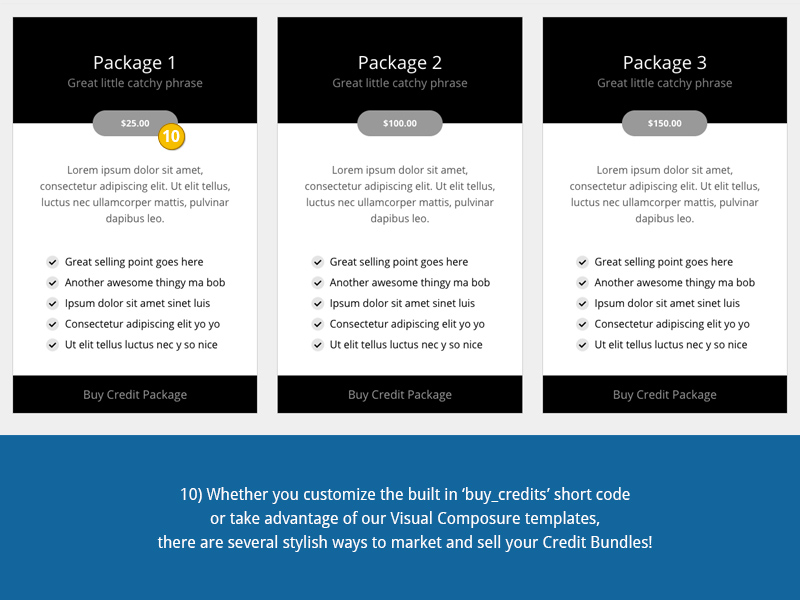 Package 1
Great little catchy phrase
$25.00
10
Lorem ipsum dolor sit amet,
consectetur adipiscing elit. Ut elit tellus,
luctus nec ullamcorper mattis, pulvinar
dapibus leo.
Great selling point goes here
Another awesome thingy ma bob
Ipsum dolor sit amet sinet luis
Consectetur adipiscing elit yo yo
Ut elit tellus luctus nec y so nice
Buy Credit Package
Package 2
Great little catchy phrase
$100.00
Lorem ipsum dolor sit amet,
consectetur adipiscing elit. Ut elit tellus,
luctus nec ullamcorper mattis, pulvinar
dapibus leo.
Great selling point goes here
Another awesome thingy ma bob
Ipsum dolor sit amet sinet luis
Consectetur adipiscing elit yo yo
Ut elit tellus luctus nec y so nice
Buy Credit Package
Package 3
Great little catchy phrase
$150.00
Lorem ipsum dolor sit amet,
consectetur adipiscing elit. Ut elit tellus,
luctus nec ullamcorper mattis, pulvinar
dapibus leo.
Great selling point goes here
Another awesome thingy ma bob
Ipsum dolor sit amet sinet luis
Consectetur adipiscing elit yo yo
Ut elit tellus luctus nec y so nice
Buy Credit Package
10) Whether you customize the built in ‘buy_credits’ short code
or take advantage of our Visual Composure templates,
there are several stylish ways to market and sell your Credit Bundles!